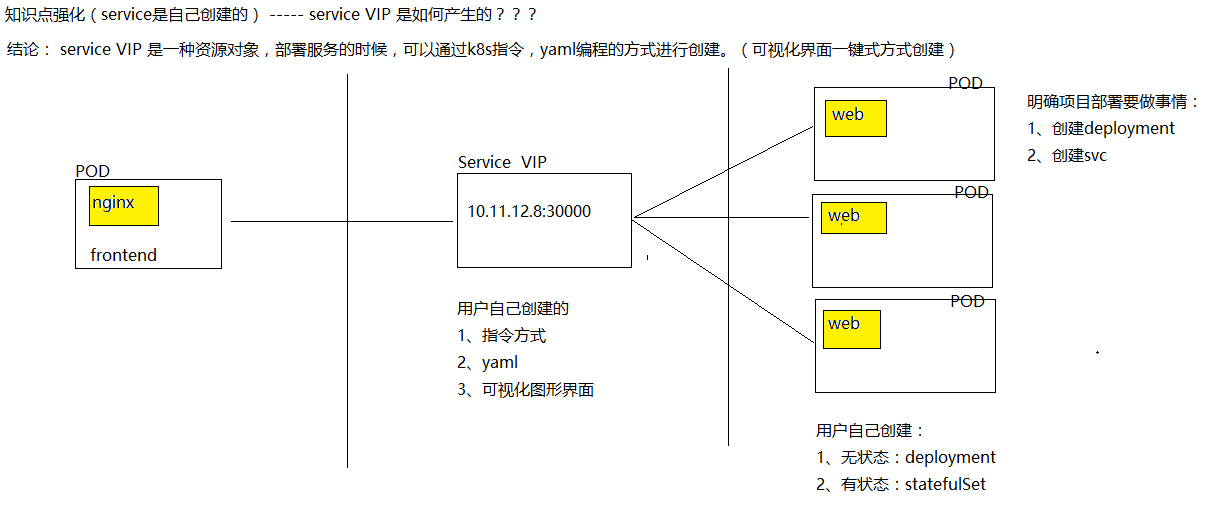 知识点强化（service是自己创建的） ----- service VIP 是如何产生的？？？
结论： service VIP 是一种资源对象，部署服务的时候，可以通过k8s指令，yaml编程的方式进行创建。（可视化界面一键式方式创建）
POD
nginx
frontend
Service VIP
10.11.12.8:30000
用户自己创建的
1、指令方式
2、yaml
3、可视化图形界面
POD
web
POD
web
POD
web
用户自己创建：
1、无状态：deployment
2、有状态：statefulSet
明确项目部署要做事情：
1、创建deployment
2、创建svc